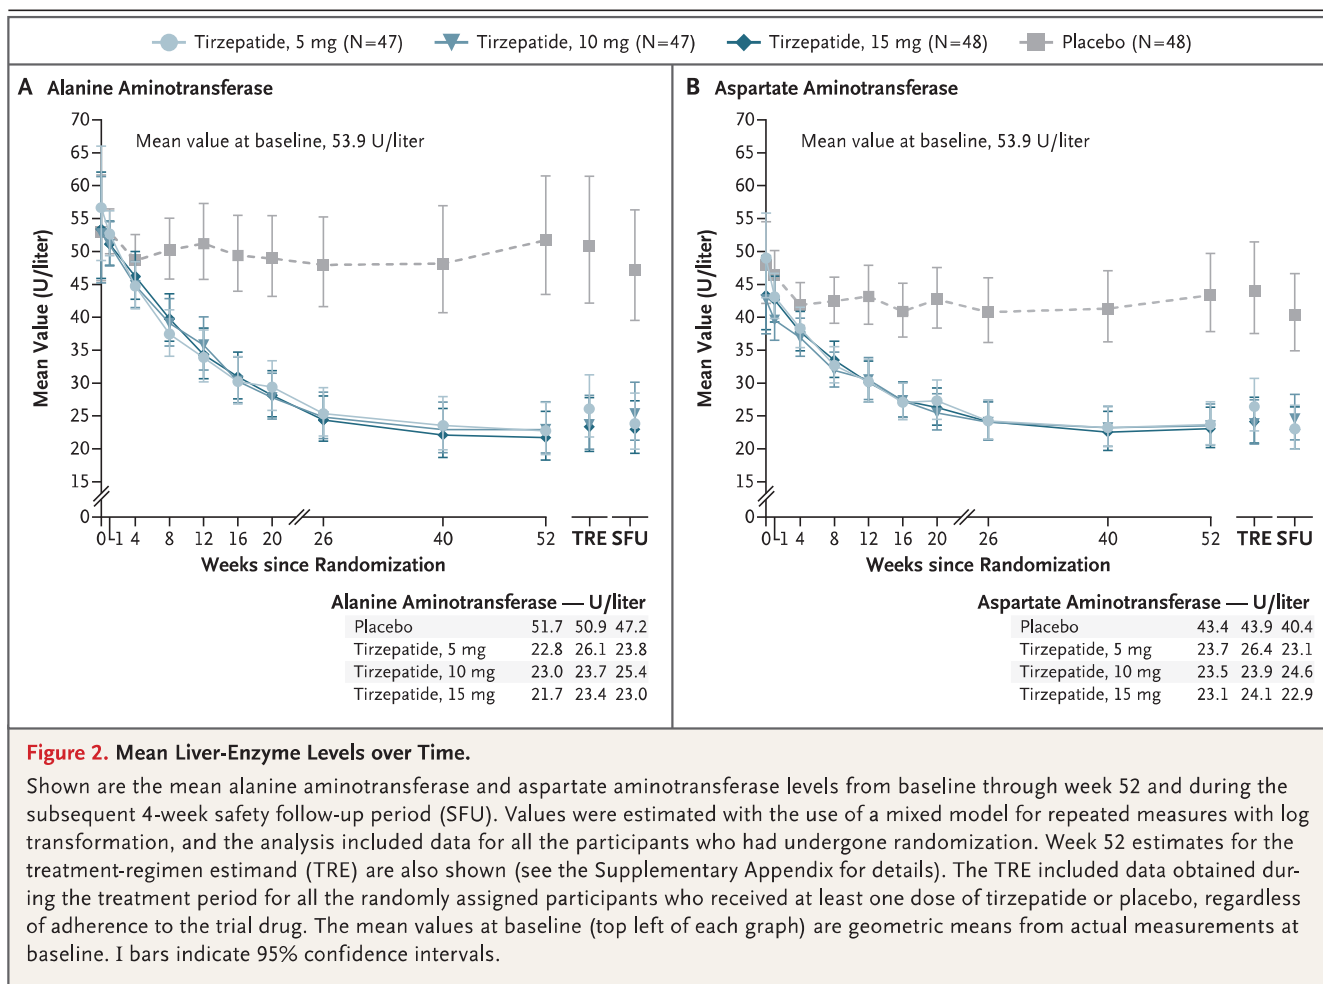 Tirzepatide, 5 mg (N=47) Tirzepatide, 10 mg (N=47) Tirzepatide, 15 mg (N=48) Placebo (N=48)
A Alanine Aminotransferase
Mean value at baseline, 53.9 U/liter
Mean Value (U/liter)
70
65
60
55
50
45
40
35
30
25
20
15
0
0 1 4 8 12 16 20 26 40 52 TRE SFU
Weeks since Randomization
Alanine Aminotransferase — U/liter
Placebo 51.7 50.9 47.2
Tirzepatide, 5 mg 22.8 26.1 23.8
Tirzepatide, 10 mg 23.0 23.7 25.4
Tirzepatide, 15 mg 21.7 23.4 23.0
B Aspartate Aminotransferase
Mean value at baseline, 53.9 U/liter
Mean Value (U/liter)
70
65
60
55
50
45
40
35
30
25
20
15
0
0 1 4 8 12 16 20 26 40 52 TRE SFU
Weeks since Randomization
Aspartate Aminotransferase — U/liter
Placebo 43.4 43.9 40.4
Tirzepatide, 5 mg 23.7 26.4 23.1
Tirzepatide, 10 mg 23.5 23.9 24.6
Tirzepatide, 15 mg 23.1 24.1 22.9
Figure 2. Mean Liver-Enzyme Levels over Time.
Shown are the mean alanine aminotransferase and aspartate aminotransferase levels from baseline through week 52 and during the
subsequent 4-week safety follow-up period (SFU). Values were estimated with the use of a mixed model for repeated measures with log
transformation, and the analysis included data for all the participants who had undergone randomization. Week 52 estimates for the
treatment-regimen estimand (TRE) are also shown (see the Supplementary Appendix for details). The TRE included data obtained dur-
ing the treatment period for all the randomly assigned participants who received at least one dose of tirzepatide or placebo, regardless
of adherence to the trial drug. The mean values at baseline (top left of each graph) are geometric means from actual measurements at
baseline. I bars indicate 95% confidence intervals.